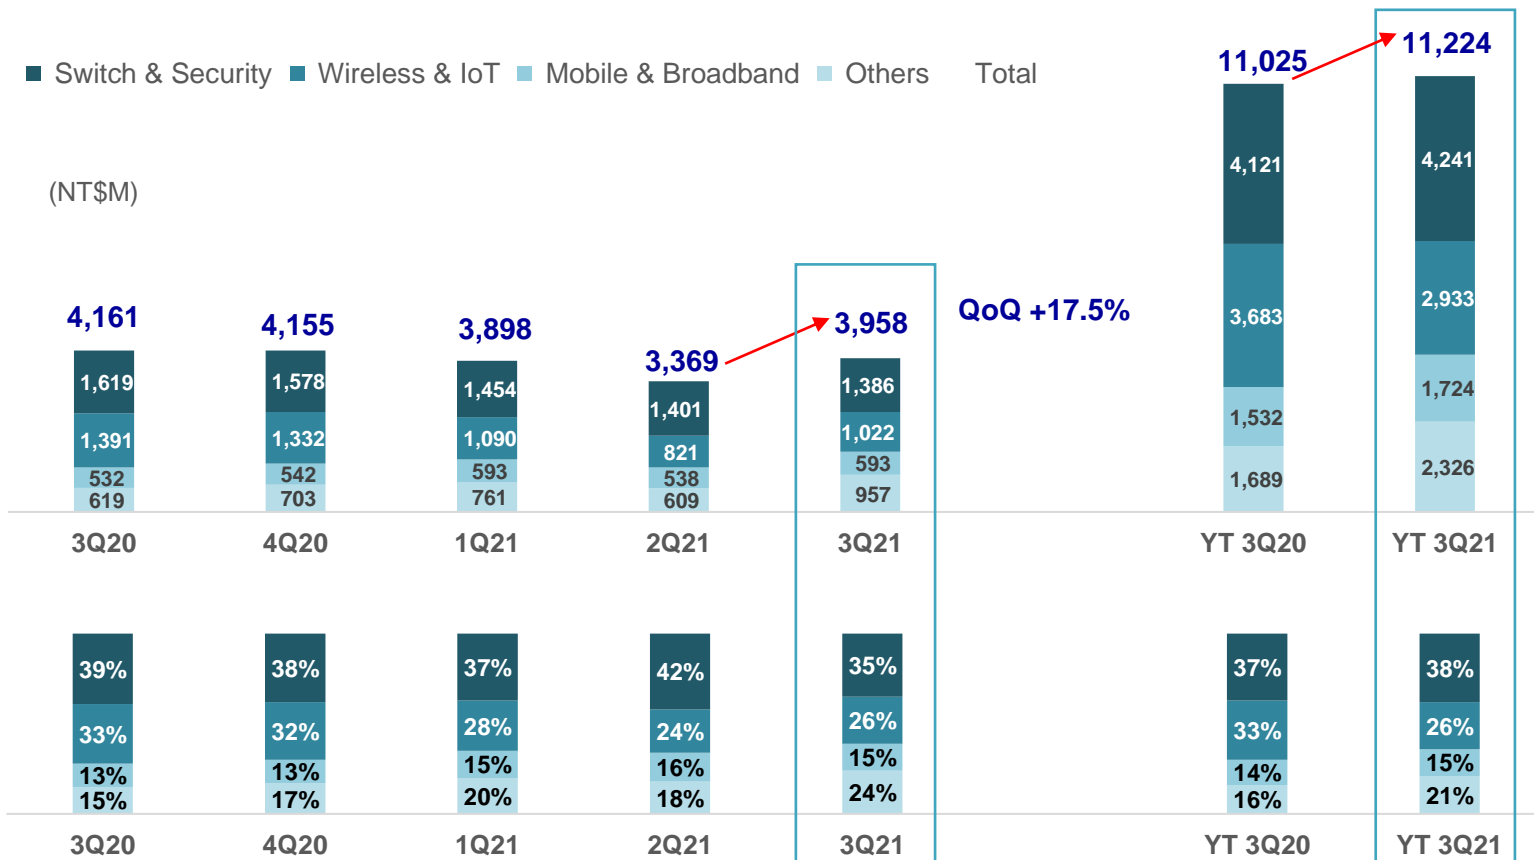 Switch & Security Wireless & IoT Mobile & Broadband Others Total
(NT$M)
4,161 4,155 3,898 3,369 3,958 QoQ +17.5% 11,025 11,224
1,619 1,578 1,454 1,401 1,386 4,121 4,241
1,391 1,332 1,090 821 1,022 3,683 2,933
532 542 593 538 593 1,532 1,724
619 703 761 609 957 1,689 2,326
3Q20 4Q20 1Q21 2Q21 3Q21 YT 3Q20 YT 3Q21
39% 38% 37% 42% 35% 37% 38%
33% 32% 28% 24% 26% 33% 26%
13% 13% 15% 16% 15% 14% 15%
15% 17% 20% 18% 24% 16% 21%
3Q20 4Q20 1Q21 2Q21 3Q21 YT 3Q20 YT 3Q21